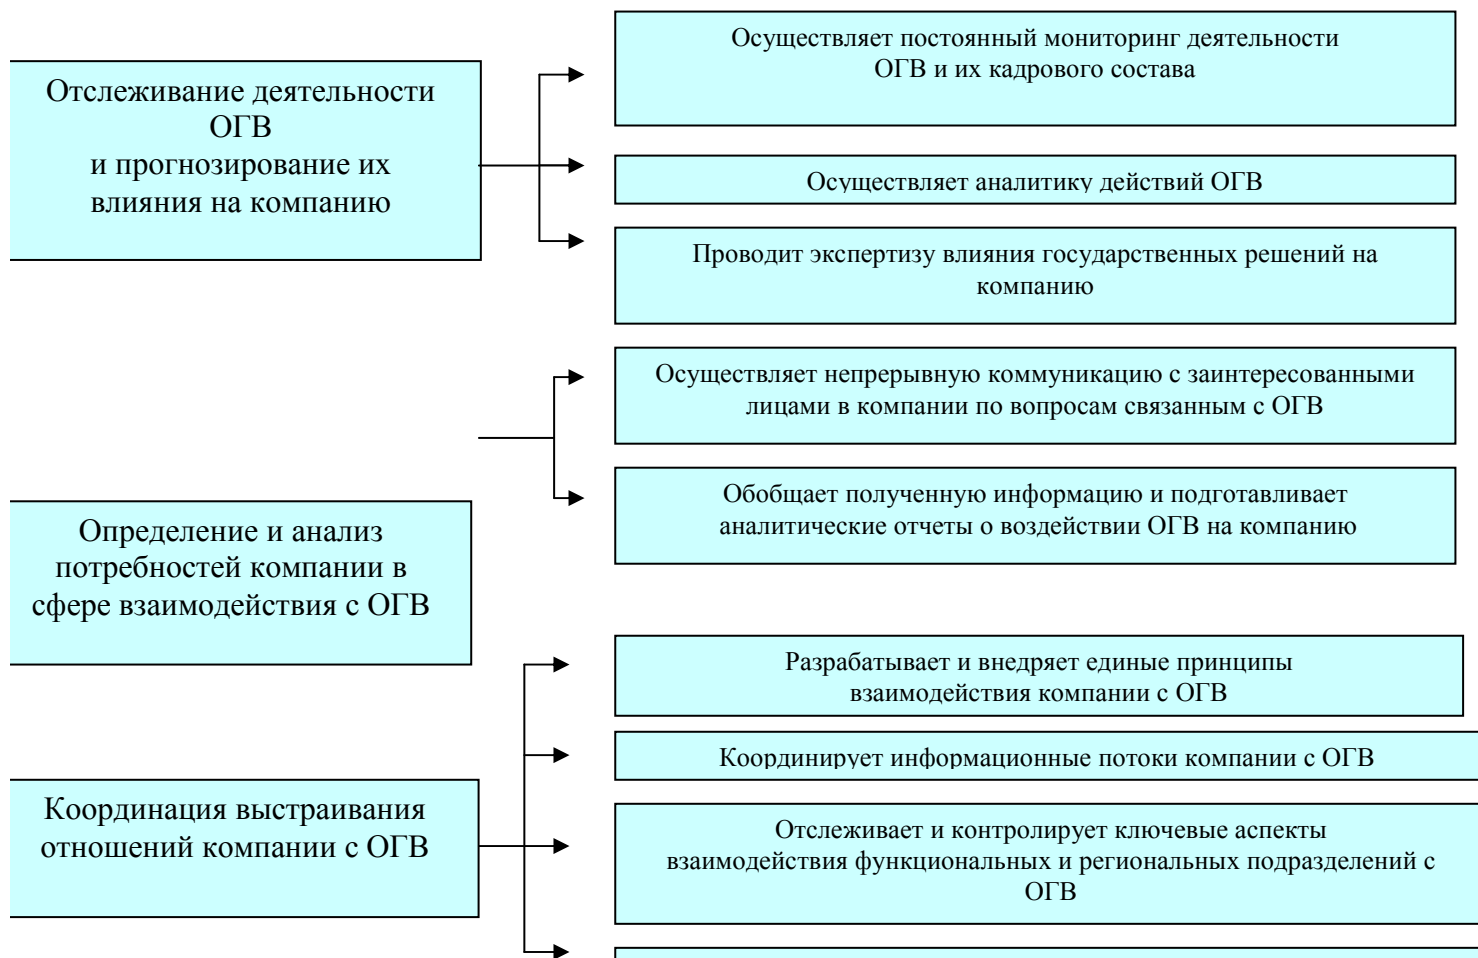 Отслеживание деятельности
ОГВ
и прогнозирование их
влияния на компанию
Осуществляет постоянный мониторинг деятельности
ОГВ и их кадрового состава
Осуществляет аналитику действий ОГВ
Проводит экспертизу влияния государственных решений на
компанию
Определение и анализ
потребностей компании в
сфере взаимодействия с ОГВ
Осуществляет непрерывную коммуникацию с заинтересованными
лицами в компании по вопросам связанным с ОГВ
Обобщает полученную информацию и подготавливает
аналитические отчеты о воздействии ОГВ на компанию
Координация выстраивания
отношений компании с ОГВ
Разрабатывает и внедряет единые принципы
взаимодействия компании с ОГВ
Координирует информационные потоки компании с ОГВ
Отслеживает и контролирует ключевые аспекты
взаимодействия функциональных и региональных подразделений с
ОГВ